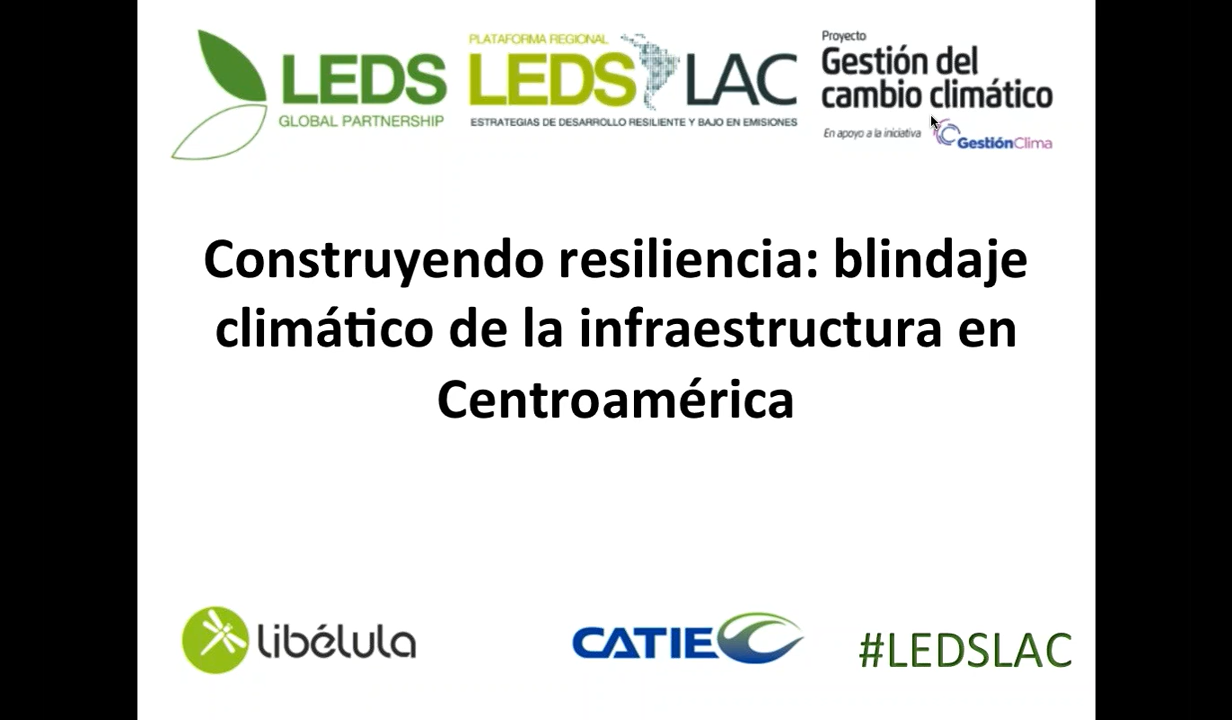 LEDS
GLOBAL PARTNERSHIP
PLATAFORMA REGIONAL
LEDS LAC
ESTRATEGIAS DE DESARROLLO RESILIENTE Y BAJO EN EMISIONES
Proyecto
Gestión del
cambio climático
En apoyo a la iniciativa
GestiónClima
Construyendo resiliencia: blindaje
climático de la infraestructura en
Centroamérica
libélula
CATIE
#LEDSLAC